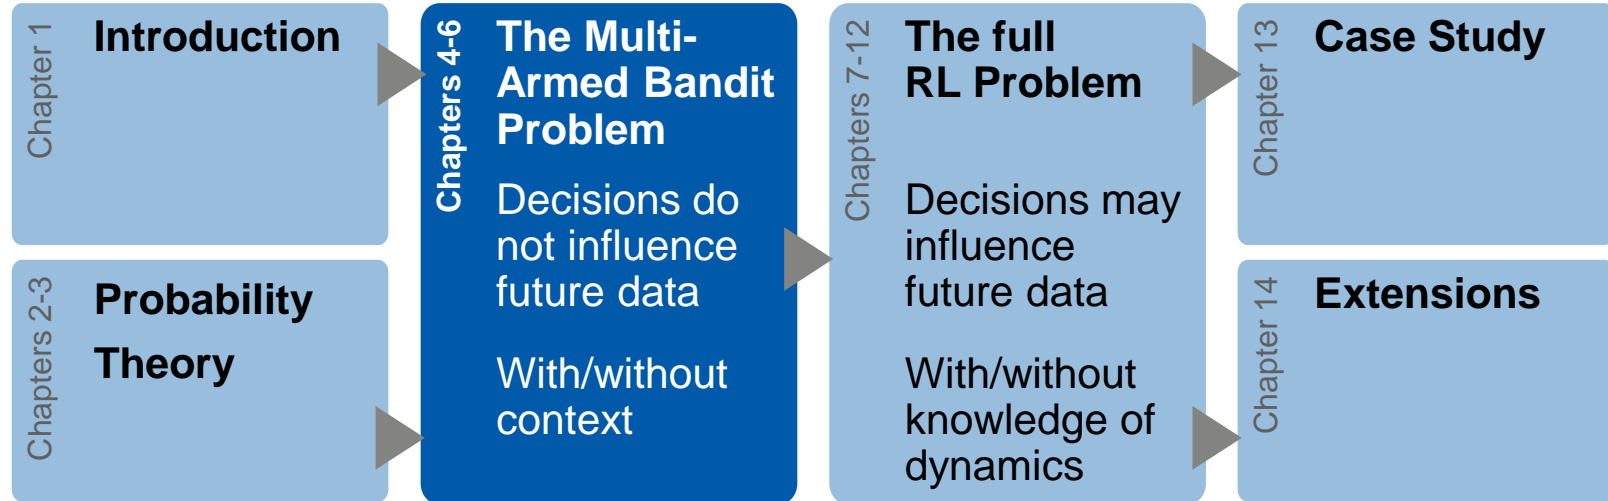 Chapter 1
Introduction
Chapters 2-3
Probability
Theory
Chapters 4-6
The Multi-
Armed Bandit
Problem
Decisions do
not influence
future data
With/without
context
Chapters 7-12
The full
RL Problem
Decisions may
influence
future data
With/without
knowledge of
dynamics
Chapter 13
Case Study
Chapter 14
Extensions